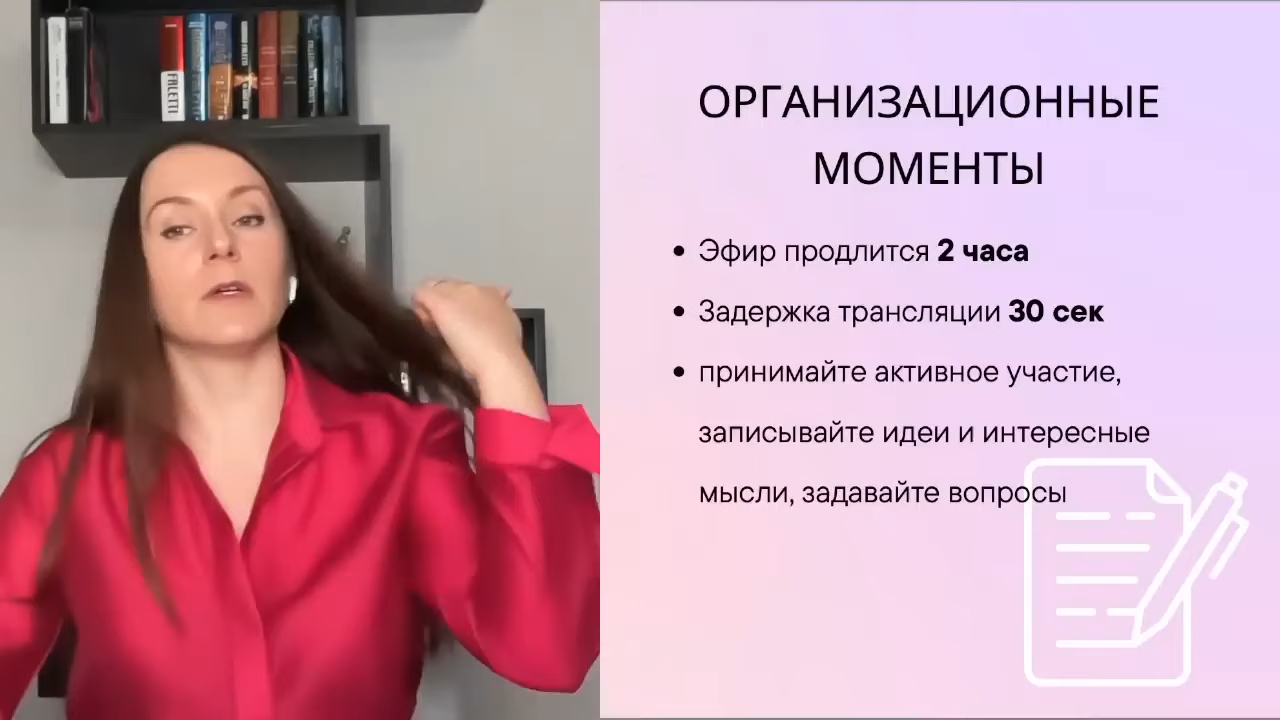 FALETTI
ОРГАНИЗАЦИОННЫЕ
МОМЕНТЫ
• Эфир продлится 2 часа
• Задержка трансляции 30 сек
• принимайте активное участие,
записывайте идеи и интересные
мысли, задавайте вопросы